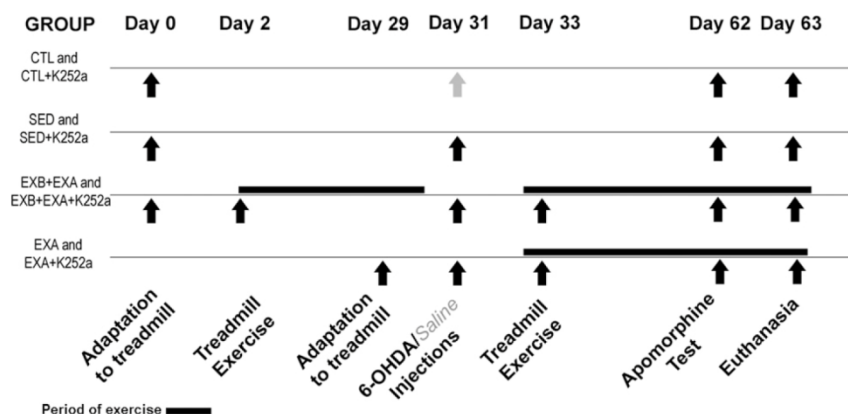 GROUP Day 0 Day 2 Day 29 Day 31 Day 33 Day 62 Day 63
CTL and
CTL+K252a
SED and
SED+K252a
EXB+EXA and
EXB+EXA+K252a
EXA and
EXA+K252a
Adaptation
to treadmill
Treadmill
Exercise
Adaptation
to treadmill
6-OHDA/Saline
Injections
Treadmill
Exercise
Apomorphine
Test
Euthanasia
Period of exercise